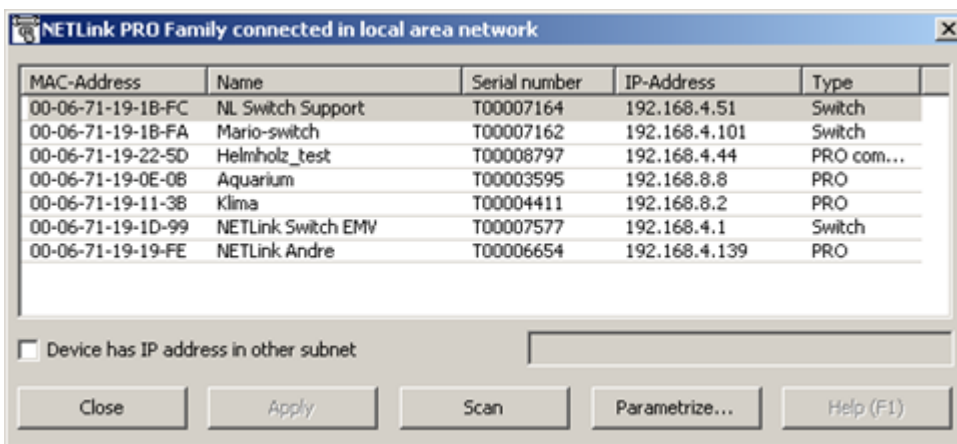 NETLink PRO Family connected in local area network
MAC-Address Name Serial number IP-Address Type
00-06-71-19-1B-FC NL Switch Support T00007164 192.168.4.51 Switch
00-06-71-19-1B-FA Mario-switch T00007162 192.168.4.101 Switch
00-06-71-19-22-5D Helmholz_test T00008797 192.168.4.44 PRO com...
00-06-71-19-0E-0B Aquarium T00003595 192.168.8.8 PRO
00-06-71-19-11-3B Klima T00004411 192.168.8.2 PRO
00-06-71-19-1D-99 NETLink Switch EMV T00007577 192.168.4.1 Switch
00-06-71-19-19-FE NETLink Andre T00006654 192.168.4.139 PRO
Device has IP address in other subnet
Close Apply Scan Parametrize... Help (F1)